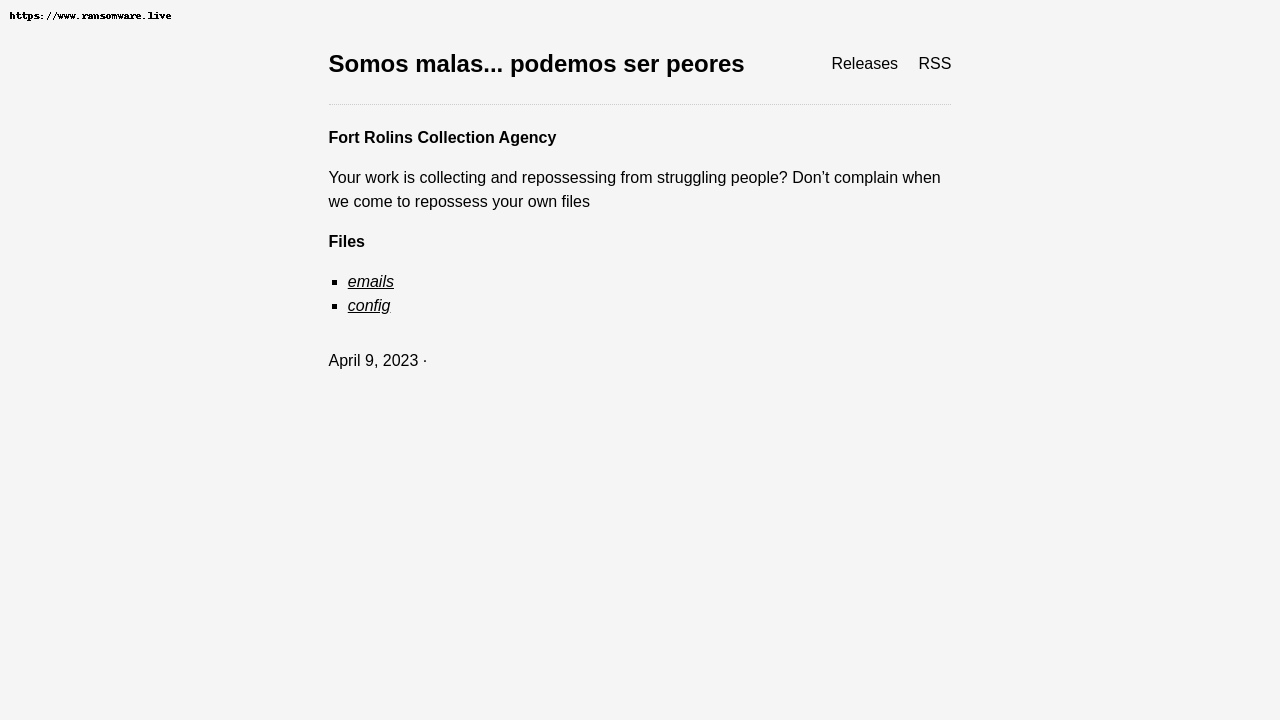 https://www.ransomware.live
Somos malas... podemos ser peores
Releases
RSS
Fort Rolins Collection Agency
Your work is collecting and repossessing from struggling people? Don’t complain when
we come to repossess your own files
Files
emails
config
April 9, 2023 ·